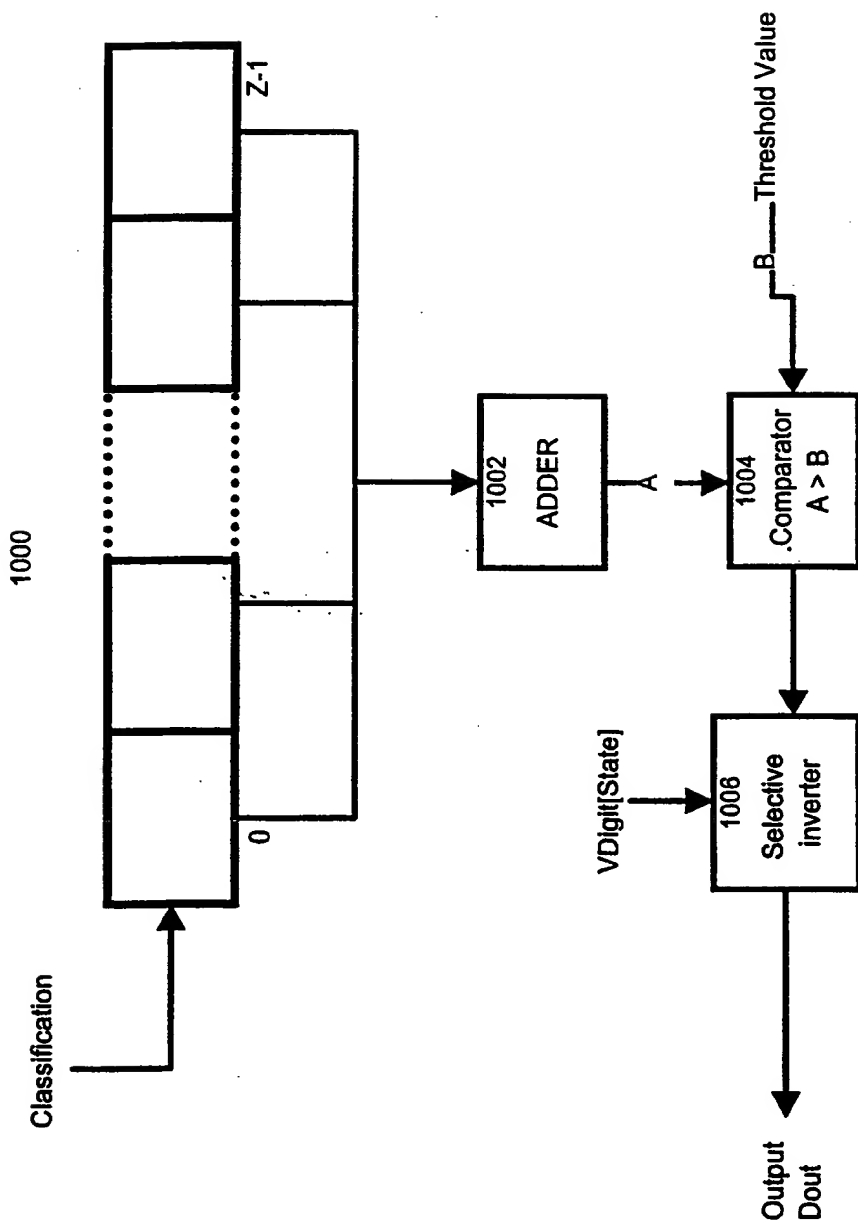 1000
Classification
0
Z-1
1002
ADDER
A
B
Threshold Value
1004
.Comparator
A > B
VDigit[State]
1006
Selective
inverter
Output
Dout